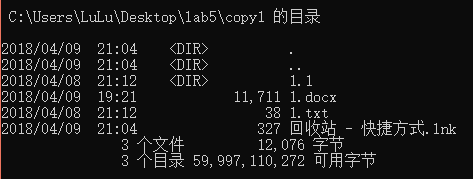 C:\Users\LuLu\Desktop\lab5\copy1 的目录
2018/04/09  21:04    <DIR>          .
2018/04/09  21:04    <DIR>          ..
2018/04/08  21:12    <DIR>          1.1
2018/04/09  19:21            11,711 1.docx
2018/04/08  21:12                38 1.txt
2018/04/09  21:04               327 回收站 - 快捷方式.lnk
               3 个文件         12,076 字节
               3 个目录 59,997,110,272 可用字节